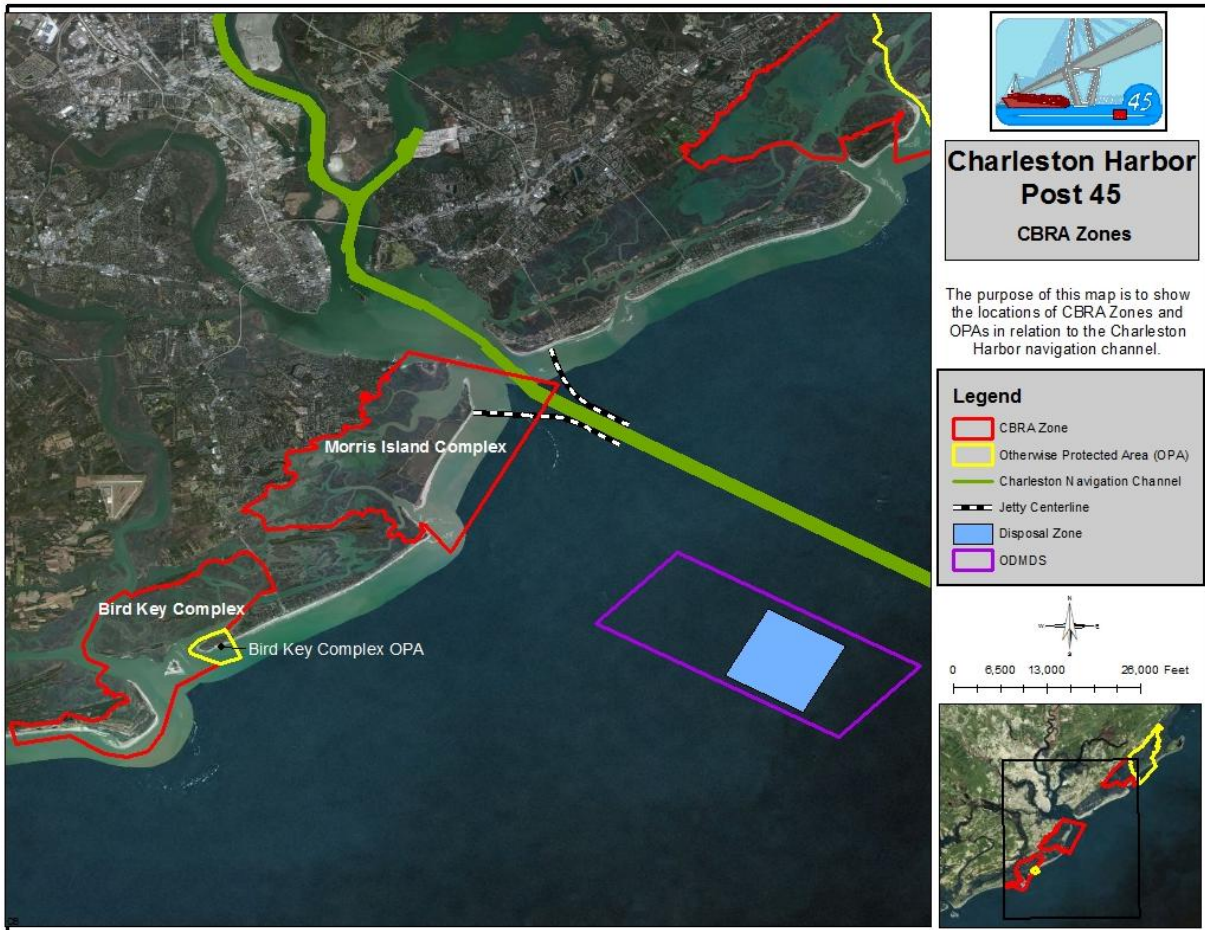 45
Charleston Harbor
Post 45
CBRA Zones
The purpose of this map is to show
the locations of CBRA Zones and
OPAs in relation to the Charleston
Harbor navigation channel.
Legend
CBRA Zone
Otherwise Protected Area (OPA)
Charleston Navigation Channel
Jetty Centerline
Disposal Zone
ODMDS
N
W E
S
0 6,500 13,000 26,000 Feet
Morris Island Complex
Bird Key Complex
Bird Key Complex OPA